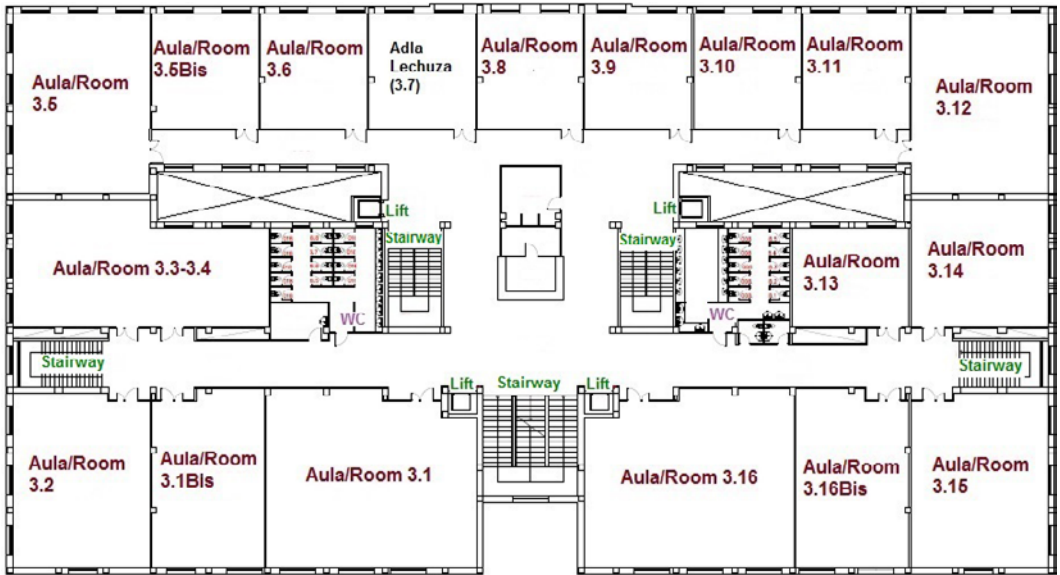 Aula/Room
3.5
Aula/Room
3.5Bis
Aula/Room
3.6
Adla
Lechuza
(3.7)
Aula/Room
3.8
Aula/Room
3.9
Aula/Room
3.10
Aula/Room
3.11
Aula/Room
3.12
Lift
Stairway
Lift
Stairway
Aula/Room 3.3-3.4
WC
WC
Aula/Room
3.13
Aula/Room
3.14
Stairway
Stairway
Lift
Stairway
Lift
Aula/Room
3.2
Aula/Room
3.1Bis
Aula/Room 3.1
Aula/Room 3.16
Aula/Room
3.16Bis
Aula/Room
3.15